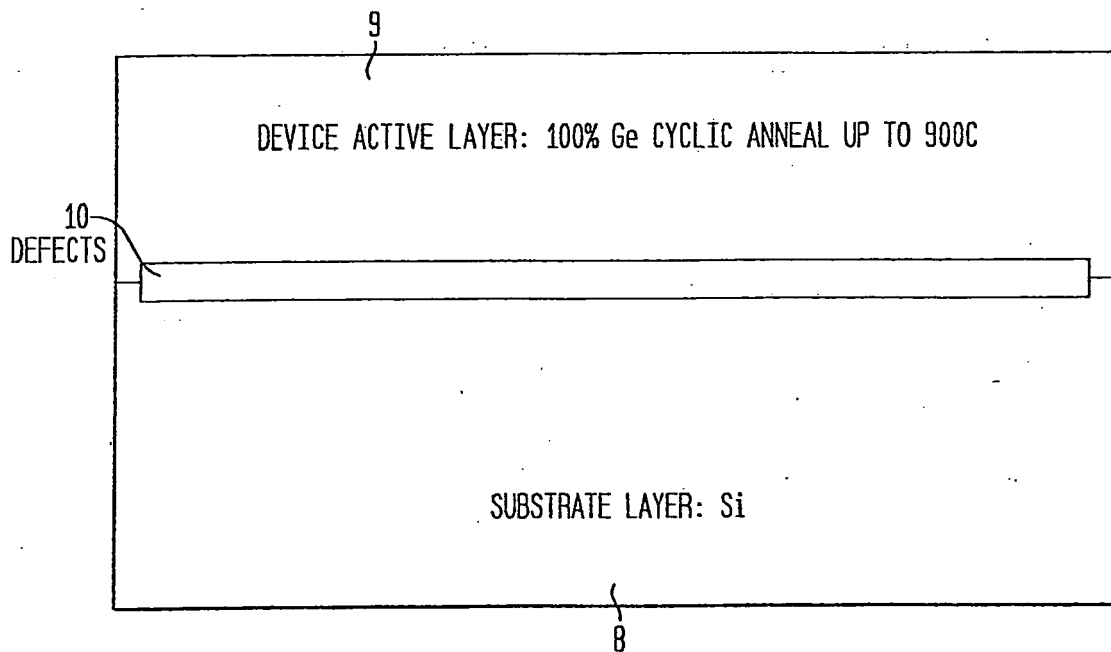 9
DEVICE ACTIVE LAYER: 100% Ge CYCLIC ANNEAL UP TO 900C
10
DEFECTS
SUBSTRATE LAYER: Si
8